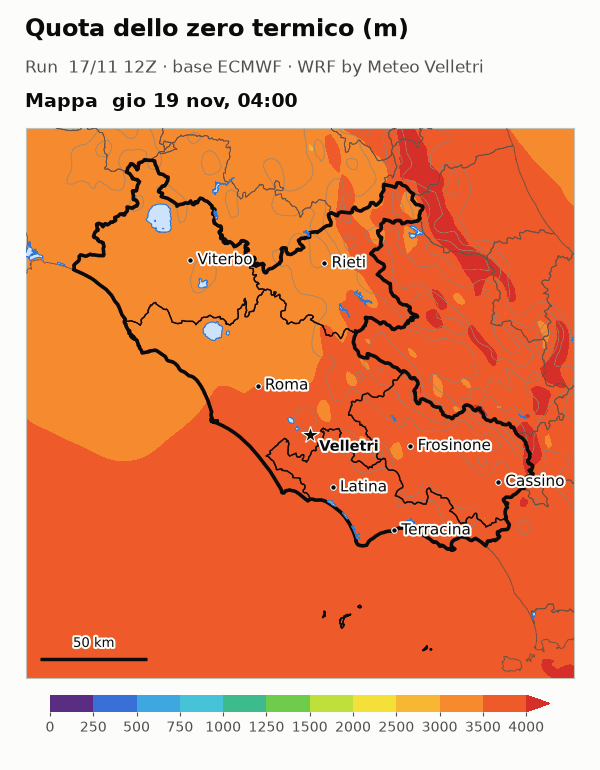 Quota dello zero termico (m)
Run 17/11 12Z · base ECMWF · WRF by Meteo Velletri
Mappa gio 19 nov, 04:00
Viterbo
Rieti
Roma
Velletri
Frosinone
Latina
Cassino
Terracina
50 km
0 250 500 750 1000 1250 1500 2000 2500 3000 3500 4000